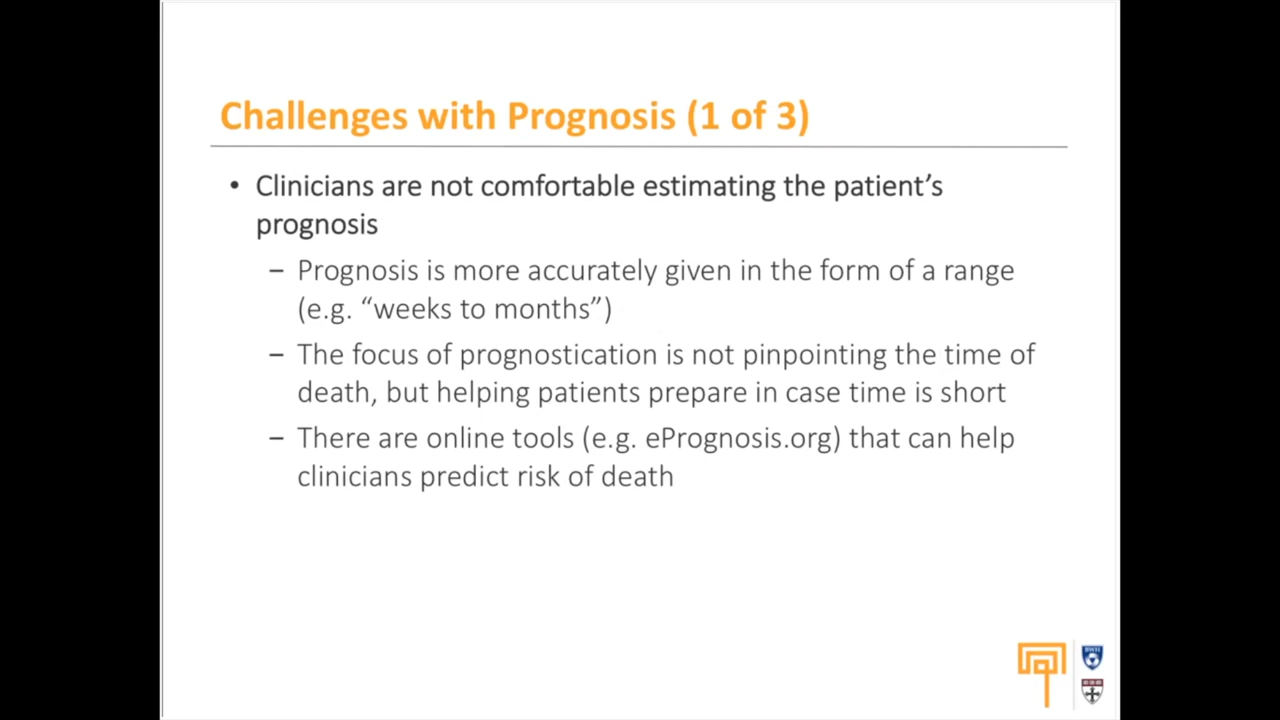 Challenges with Prognosis (1 of 3)
• Clinicians are not comfortable estimating the patient’s
prognosis
– Prognosis is more accurately given in the form of a range
(e.g. “weeks to months”)
– The focus of prognostication is not pinpointing the time of
death, but helping patients prepare in case time is short
– There are online tools (e.g. ePrognosis.org) that can help
clinicians predict risk of death
BWH